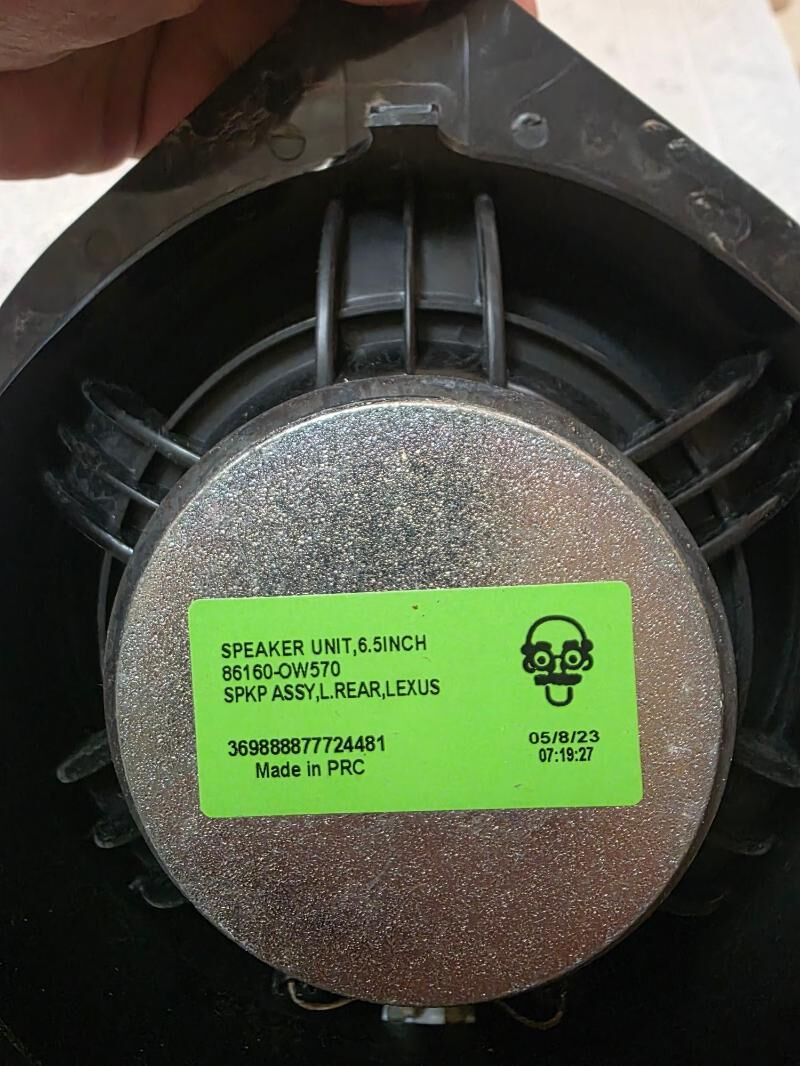 SPEAKER UNIT,6.5INCH
86160-OW570
SPKP ASSY,L.REAR,LEXUS
369888877724481
Made in PRC
05/8/23
07:19:27